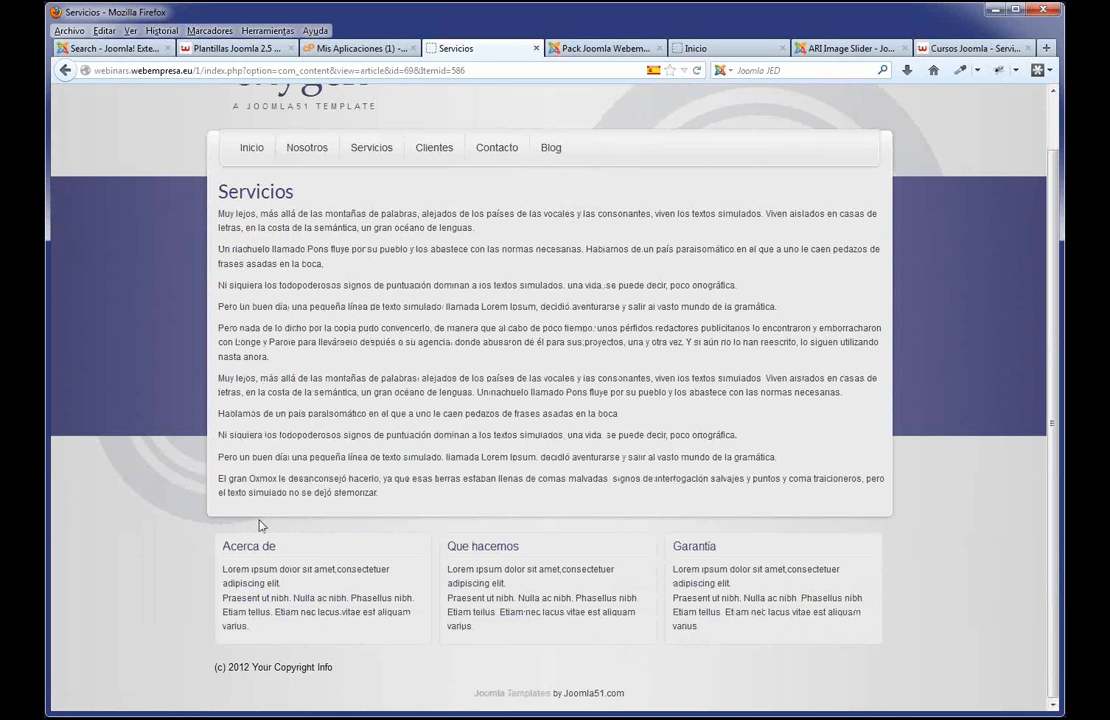 Servicios - Mozilla Firefox
Archivo Editar Ver Historial Marcadores Herramientas Ayuda
Search - Joomla! Exte... Plantillas Joomla 2.5 ... Mis Aplicaciones (1) -... Servicios Pack Joomla Webem... Inicio ARI Image Slider - Joo... Cursos Joomla - Servi...
webinars.webempresa.eu/1/index.php?option=com_content&view=article&id=69&Itemid=586 Joomla JED
A JOOMLA51 TEMPLATE
Inicio Nosotros Servicios Clientes Contacto Blog
Servicios
Muy lejos, más allá de las montañas de palabras, alejados de los países de las vocales y las consonantes, viven los textos simulados. Viven aislados en casas de
letras, en la costa de la semántica, un gran océano de lenguas.
Un riachuelo llamado Pons fluye por su pueblo y los abastece con las normas necesarias. Hablamos de un país paraisomático en el que a uno le caen pedazos de
frases asadas en la boca.
Ni siquiera los todopoderosos signos de puntuación dominan a los textos simulados. una vida, se puede decir, poco ortográfica.
Pero un buen día, una pequeña línea de texto simulado, llamada Lorem Ipsum, decidió aventurarse y salir al vasto mundo de la gramática.
Pero nada de lo dicho por la copia pudo convencerlo, de manera que al cabo de poco tiempo, unos pérfidos redactores publicitarios lo encontraron y emborracharon
con Longe y Parole para llevárselo después a su agencia, donde abusaron de él para sus proyectos, una y otra vez. Y si aún no lo han reescrito, lo siguen utilizando
hasta ahora.
Muy lejos, más allá de las montañas de palabras, alejados de los países de las vocales y las consonantes, viven los textos simulados. Viven aislados en casas de
letras, en la costa de la semántica, un gran océano de lenguas. Un riachuelo llamado Pons fluye por su pueblo y los abastece con las normas necesarias.
Hablamos de un país paraisomático en el que a uno le caen pedazos de frases asadas en la boca
Ni siquiera los todopoderosos signos de puntuación dominan a los textos simulados. una vida, se puede decir, poco ortográfica.
Pero un buen día, una pequeña línea de texto simulado, llamada Lorem Ipsum, decidió aventurarse y salir al vasto mundo de la gramática.
El gran Oxmox le desanconsejó hacerlo, ya que esas tierras estaban llenas de comas malvadas, signos de interrogación salvajes y puntos y coma traicioneros, pero
el texto simulado no se dejó atemorizar.
Acerca de
Lorem ipsum dolor sit amet,consectetuer
adipiscing elit.
Praesent ut nibh. Nulla ac nibh. Phasellus nibh.
Etiam tellus. Etiam nec lacus vitae est aliquam
varius.
Que hacemos
Lorem ipsum dolor sit amet,consectetuer
adipiscing elit.
Praesent ut nibh. Nulla ac nibh. Phasellus nibh.
Etiam tellus. Etiam nec lacus vitae est aliquam
varius.
Garantía
Lorem ipsum dolor sit amet,consectetuer
adipiscing elit.
Praesent ut nibh. Nulla ac nibh. Phasellus nibh.
Etiam tellus. Etiam nec lacus vitae est aliquam
varius
(c) 2012 Your Copyright Info
Joomla Templates by Joomla51.com